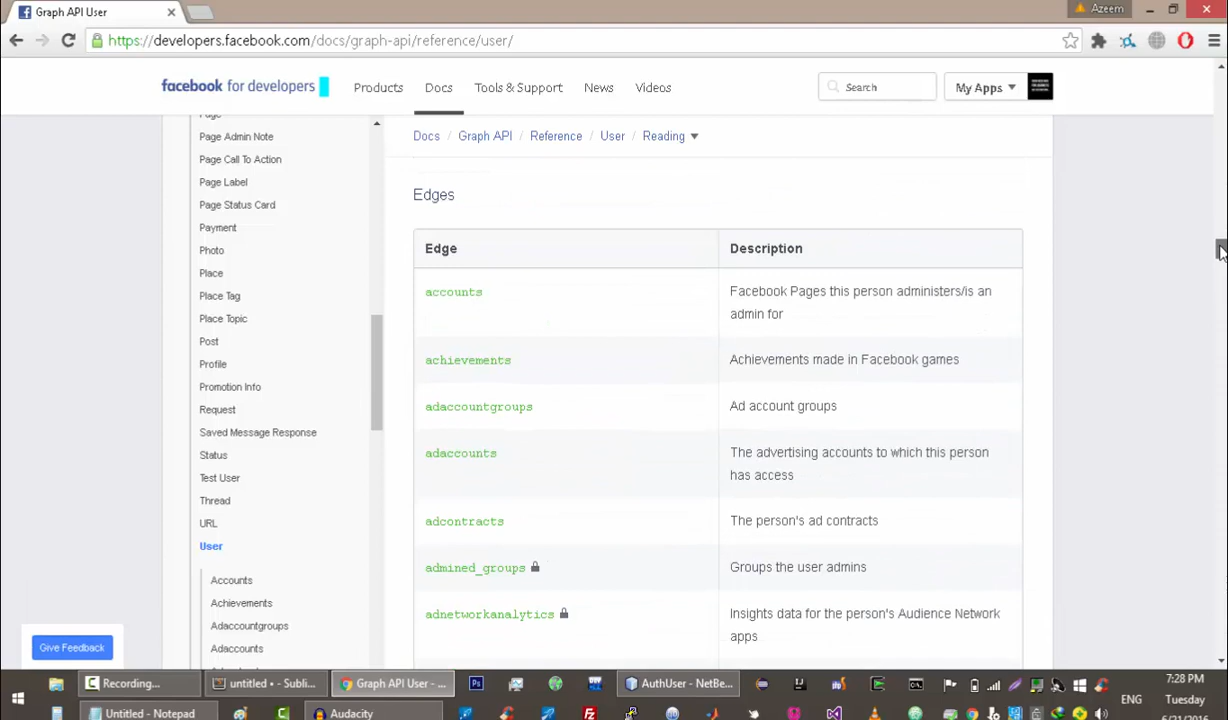 Graph API User
Azeem
https://developers.facebook.com/docs/graph-api/reference/user/
facebook for developers
Products
Docs
Tools & Support
News
Videos
Search
My Apps
Docs / Graph API / Reference / User / Reading
Page
Page Admin Note
Page Call To Action
Page Label
Page Status Card
Payment
Photo
Place
Place Tag
Place Topic
Post
Profile
Promotion Info
Request
Saved Message Response
Status
Test User
Thread
URL
User
Accounts
Achievements
Adaccountgroups
Adaccounts
Give Feedback
Edges
Edge Description
accounts Facebook Pages this person administers/is an
admin for
achievements Achievements made in Facebook games
adaccountgroups Ad account groups
adaccounts The advertising accounts to which this person
has access
adcontracts The person's ad contracts
admined_groups Groups the user admins
adnetworkanalytics Insights data for the person's Audience Network
apps
Recording...
untitled • - Subli...
Graph API User - ...
Ps
AuthUser - NetBe...
IJ
ENG
7:28 PM
Tuesday
6/21/2016
Untitled - Notepad
Audacity
Fz